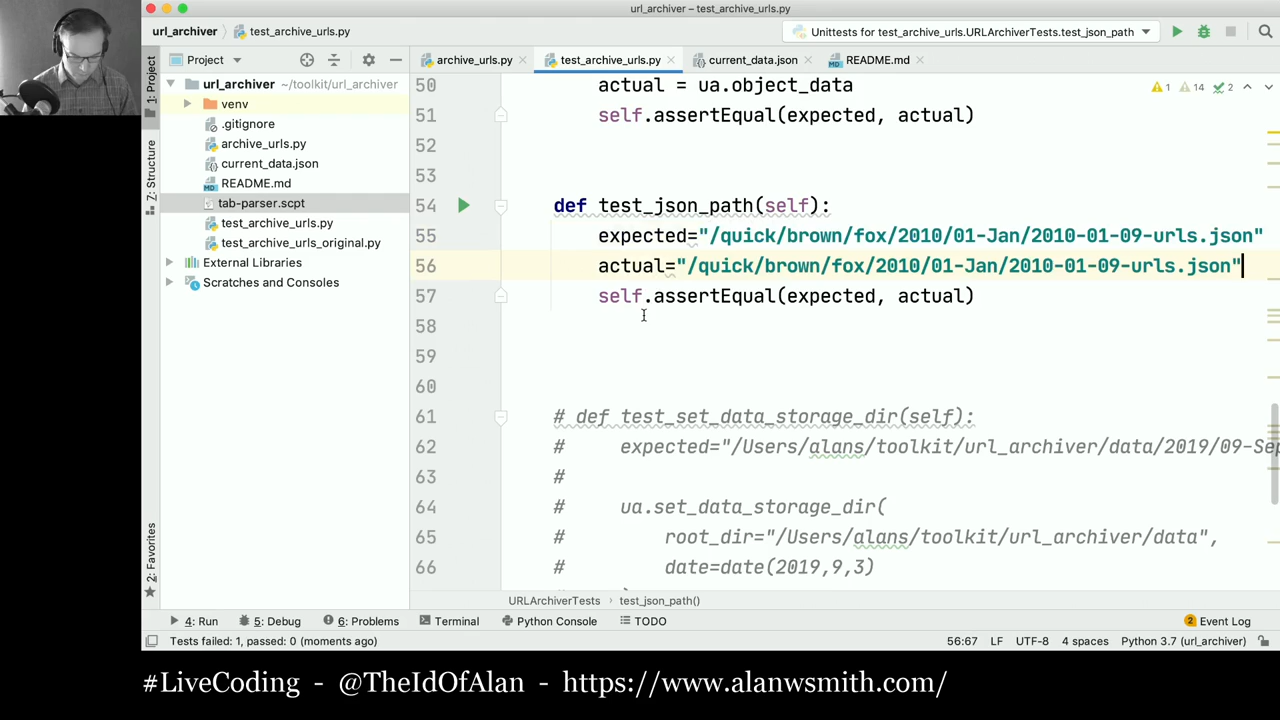 url_archiver – test_archive_urls.py
url_archiver
test_archive_urls.py
Unittests for test_archive_urls.URLArchiverTests.test_json_path
1: Project
Project
archive_urls.py
test_archive_urls.py
current_data.json
README.md
url_archiver ~/toolkit/url_archiver
venv
.gitignore
archive_urls.py
current_data.json
README.md
tab-parser.scpt
test_archive_urls.py
test_archive_urls_original.py
External Libraries
Scratches and Consoles
Z: Structure
2: Favorites
1 14 2
50 actual = ua.object_data
51 self.assertEqual(expected, actual)
52
53
54 def test_json_path(self):
55 expected="/quick/brown/fox/2010/01-Jan/2010-01-09-urls.json"
56 actual="/quick/brown/fox/2010/01-Jan/2010-01-09-urls.json"
57 self.assertEqual(expected, actual)
58
59
60
61 # def test_set_data_storage_dir(self):
62 # expected="/Users/alans/toolkit/url_archiver/data/2019/09-Sep
63 #
64 # ua.set_data_storage_dir(
65 # root_dir="/Users/alans/toolkit/url_archiver/data",
66 # date=date(2019,9,3)
URLArchiverTests › test_json_path()
4: Run
5: Debug
6: Problems
Terminal
Python Console
TODO
2 Event Log
Tests failed: 1, passed: 0 (moments ago)
56:67 LF UTF-8 4 spaces Python 3.7 (url_archiver)
#LiveCoding - @TheIdOfAlan - https://www.alanwsmith.com/